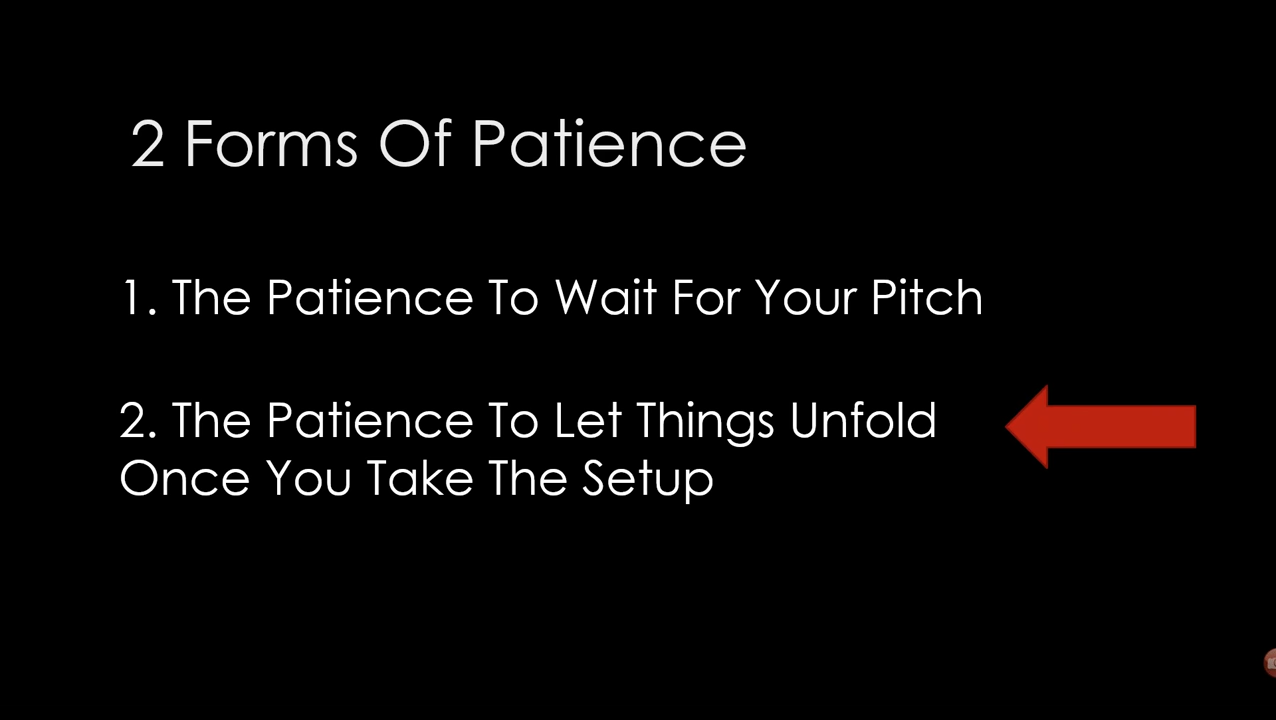 2 Forms Of Patience
1. The Patience To Wait For Your Pitch
2. The Patience To Let Things Unfold
Once You Take The Setup